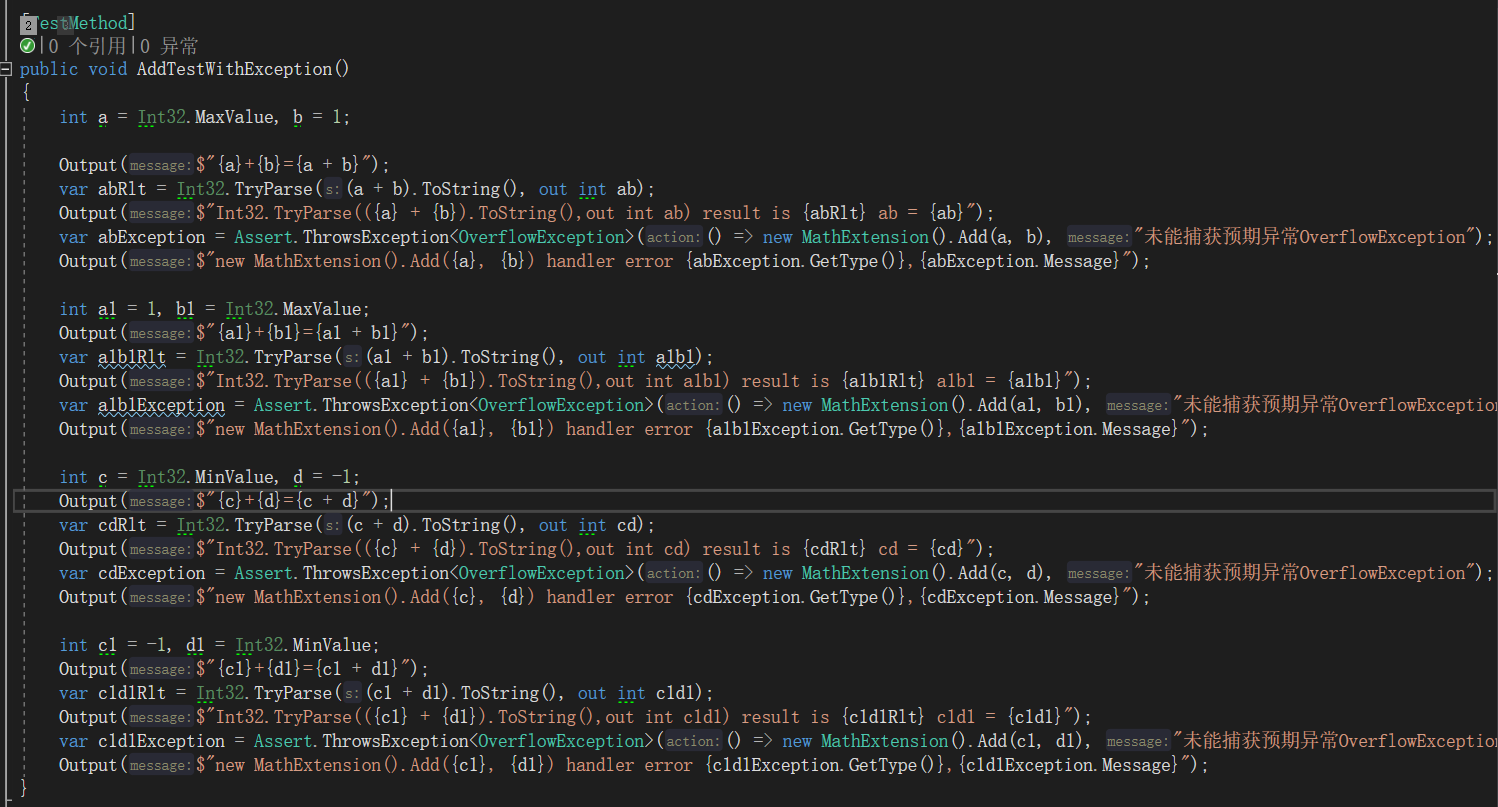 [TestMethod]
2
|0 个引用|0 异常
public void AddTestWithException()
{
int a = Int32.MaxValue, b = 1;
Output(message:$"{a}+{b}={a + b}");
var abRlt = Int32.TryParse(s:(a + b).ToString(), out int ab);
Output(message:$"Int32.TryParse(({a} + {b}).ToString(),out int ab) result is {abRlt} ab = {ab}");
var abException = Assert.ThrowsException<OverflowException>(action:() => new MathExtension().Add(a, b), message:"未能捕获预期异常OverflowException");
Output(message:$"new MathExtension().Add({a}, {b}) handler error {abException.GetType()},{abException.Message}");
int a1 = 1, b1 = Int32.MaxValue;
Output(message:$"{a1}+{b1}={a1 + b1}");
var a1b1Rlt = Int32.TryParse(s:(a1 + b1).ToString(), out int a1b1);
Output(message:$"Int32.TryParse(({a1} + {b1}).ToString(),out int a1b1) result is {a1b1Rlt} a1b1 = {a1b1}");
var a1b1Exception = Assert.ThrowsException<OverflowException>(action:() => new MathExtension().Add(a1, b1), message:"未能捕获预期异常OverflowExceptio
Output(message:$"new MathExtension().Add({a1}, {b1}) handler error {a1b1Exception.GetType()},{a1b1Exception.Message}");
int c = Int32.MinValue, d = -1;
Output(message:$"{c}+{d}={c + d}");
var cdRlt = Int32.TryParse(s:(c + d).ToString(), out int cd);
Output(message:$"Int32.TryParse(({c} + {d}).ToString(),out int cd) result is {cdRlt} cd = {cd}");
var cdException = Assert.ThrowsException<OverflowException>(action:() => new MathExtension().Add(c, d), message:"未能捕获预期异常OverflowException");
Output(message:$"new MathExtension().Add({c}, {d}) handler error {cdException.GetType()},{cdException.Message}");
int c1 = -1, d1 = Int32.MinValue;
Output(message:$"{c1}+{d1}={c1 + d1}");
var c1d1Rlt = Int32.TryParse(s:(c1 + d1).ToString(), out int c1d1);
Output(message:$"Int32.TryParse(({c1} + {d1}).ToString(),out int c1d1) result is {c1d1Rlt} c1d1 = {c1d1}");
var c1d1Exception = Assert.ThrowsException<OverflowException>(action:() => new MathExtension().Add(c1, d1), message:"未能捕获预期异常OverflowExceptio
Output(message:$"new MathExtension().Add({c1}, {d1}) handler error {c1d1Exception.GetType()},{c1d1Exception.Message}");
}